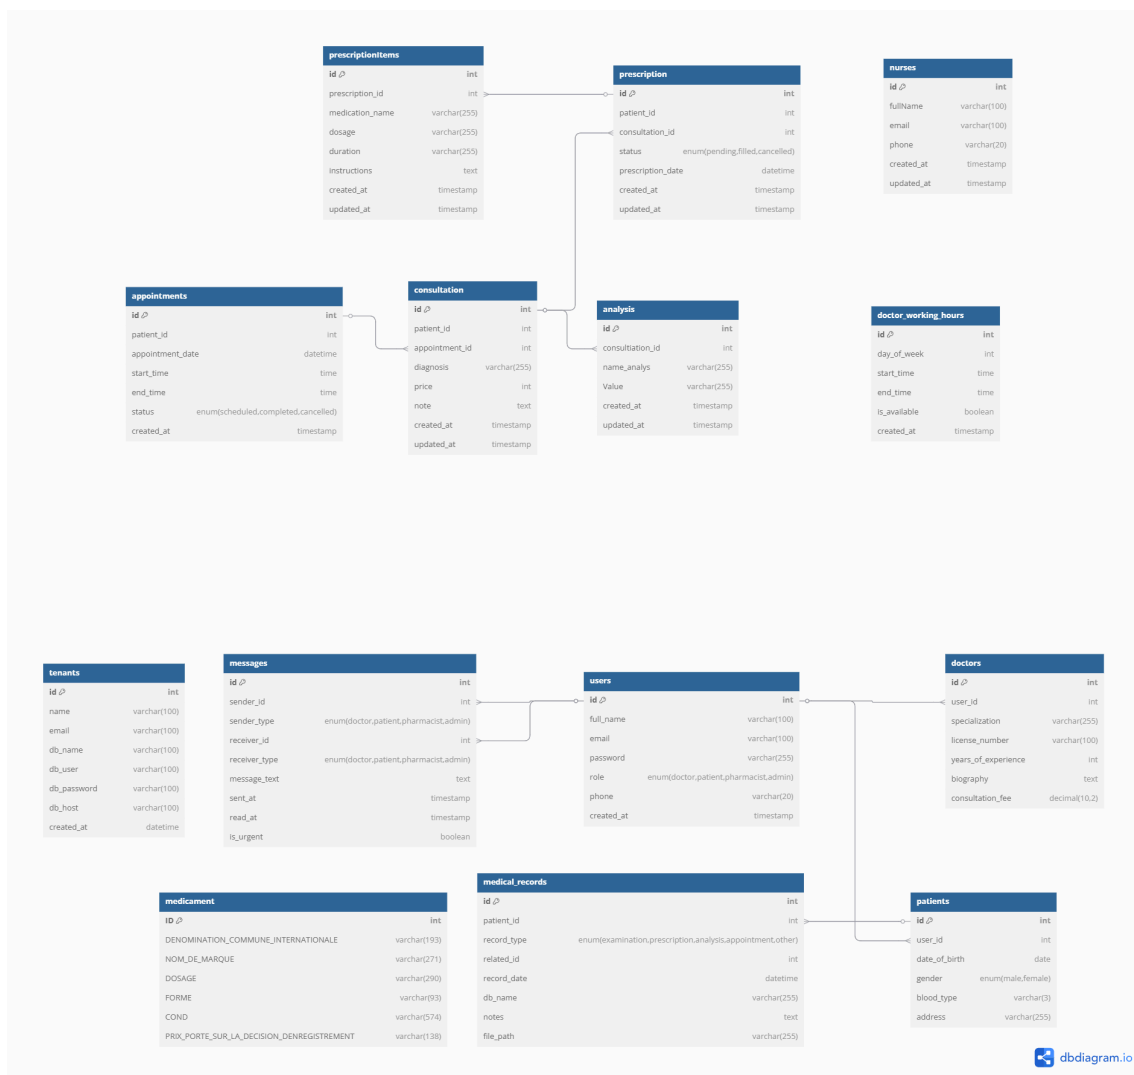 prescriptionItems
id int
prescription_id int
medication_name varchar(255)
dosage varchar(255)
duration varchar(255)
instructions text
created_at timestamp
updated_at timestamp
prescription
id int
patient_id int
consultation_id int
status enum(pending,filled,cancelled)
prescription_date datetime
created_at timestamp
updated_at timestamp
nurses
id int
fullName varchar(100)
email varchar(100)
phone varchar(20)
created_at timestamp
updated_at timestamp
appointments
id int
patient_id int
appointment_date datetime
start_time time
end_time time
status enum(scheduled,completed,cancelled)
created_at timestamp
consultation
id int
patient_id int
appointment_id int
diagnosis varchar(255)
price int
note text
created_at timestamp
updated_at timestamp
analysis
id int
consultiation_id int
name_analys varchar(255)
Value varchar(255)
created_at timestamp
updated_at timestamp
doctor_working_hours
id int
day_of_week int
start_time time
end_time time
is_available boolean
created_at timestamp
tenants
id int
name varchar(100)
email varchar(100)
db_name varchar(100)
db_user varchar(100)
db_password varchar(100)
db_host varchar(100)
created_at datetime
messages
id int
sender_id int
sender_type enum(doctor,patient,pharmacist,admin)
receiver_id int
receiver_type enum(doctor,patient,pharmacist,admin)
message_text text
sent_at timestamp
read_at timestamp
is_urgent boolean
users
id int
full_name varchar(100)
email varchar(100)
password varchar(255)
role enum(doctor,patient,pharmacist,admin)
phone varchar(20)
created_at timestamp
doctors
id int
user_id int
specialization varchar(255)
license_number varchar(100)
years_of_experience int
biography text
consultation_fee decimal(10,2)
medicament
ID int
DENOMINATION_COMMUNE_INTERNATIONALE varchar(193)
NOM_DE_MARQUE varchar(271)
DOSAGE varchar(290)
FORME varchar(93)
COND varchar(574)
PRIX_PORTE_SUR_LA_DECISION_DENREGISTREMENT varchar(138)
medical_records
id int
patient_id int
record_type enum(examination,prescription,analysis,appointment,other)
related_id int
record_date datetime
db_name varchar(255)
notes text
file_path varchar(255)
patients
id int
user_id int
date_of_birth date
gender enum(male,female)
blood_type varchar(3)
address varchar(255)
dbdiagram.io